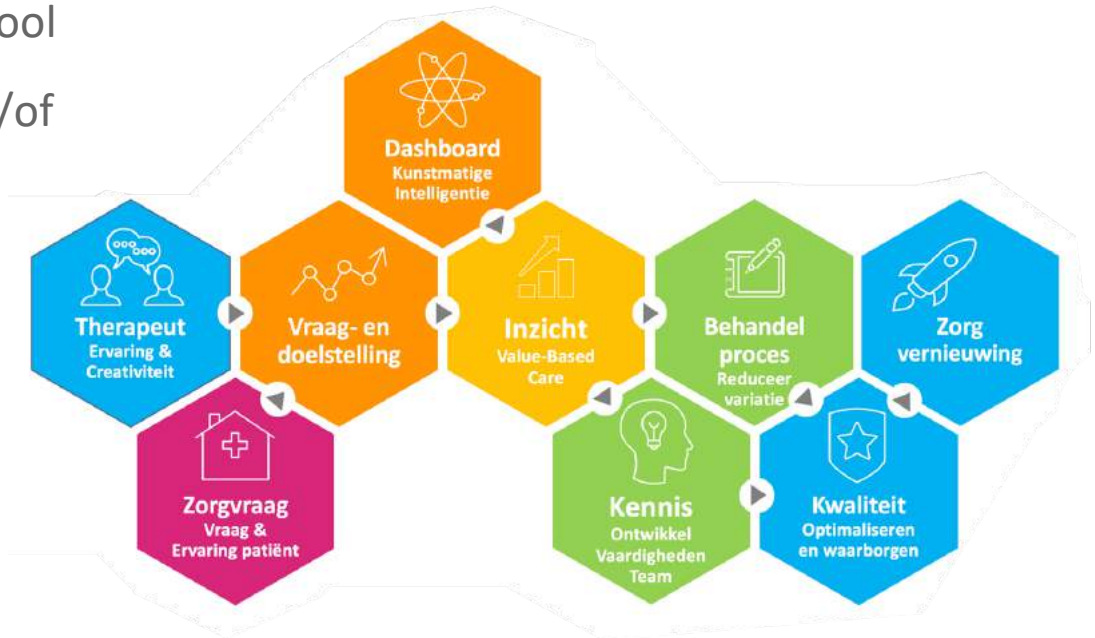 ool
/of
Dashboard
Kunstmatige
Intelligentie
Therapeut
Ervaring &
Creativiteit
Vraag- en
doelstelling
Inzicht
Value-Based
Care
Behandel
proces
Reduceer
variatie
Zorg
vernieuwing
Zorgvraag
Vraag &
Ervaring patiënt
Kennis
Ontwikkel
Vaardigheden
Team
Kwaliteit
Optimaliseren
en waarborgen